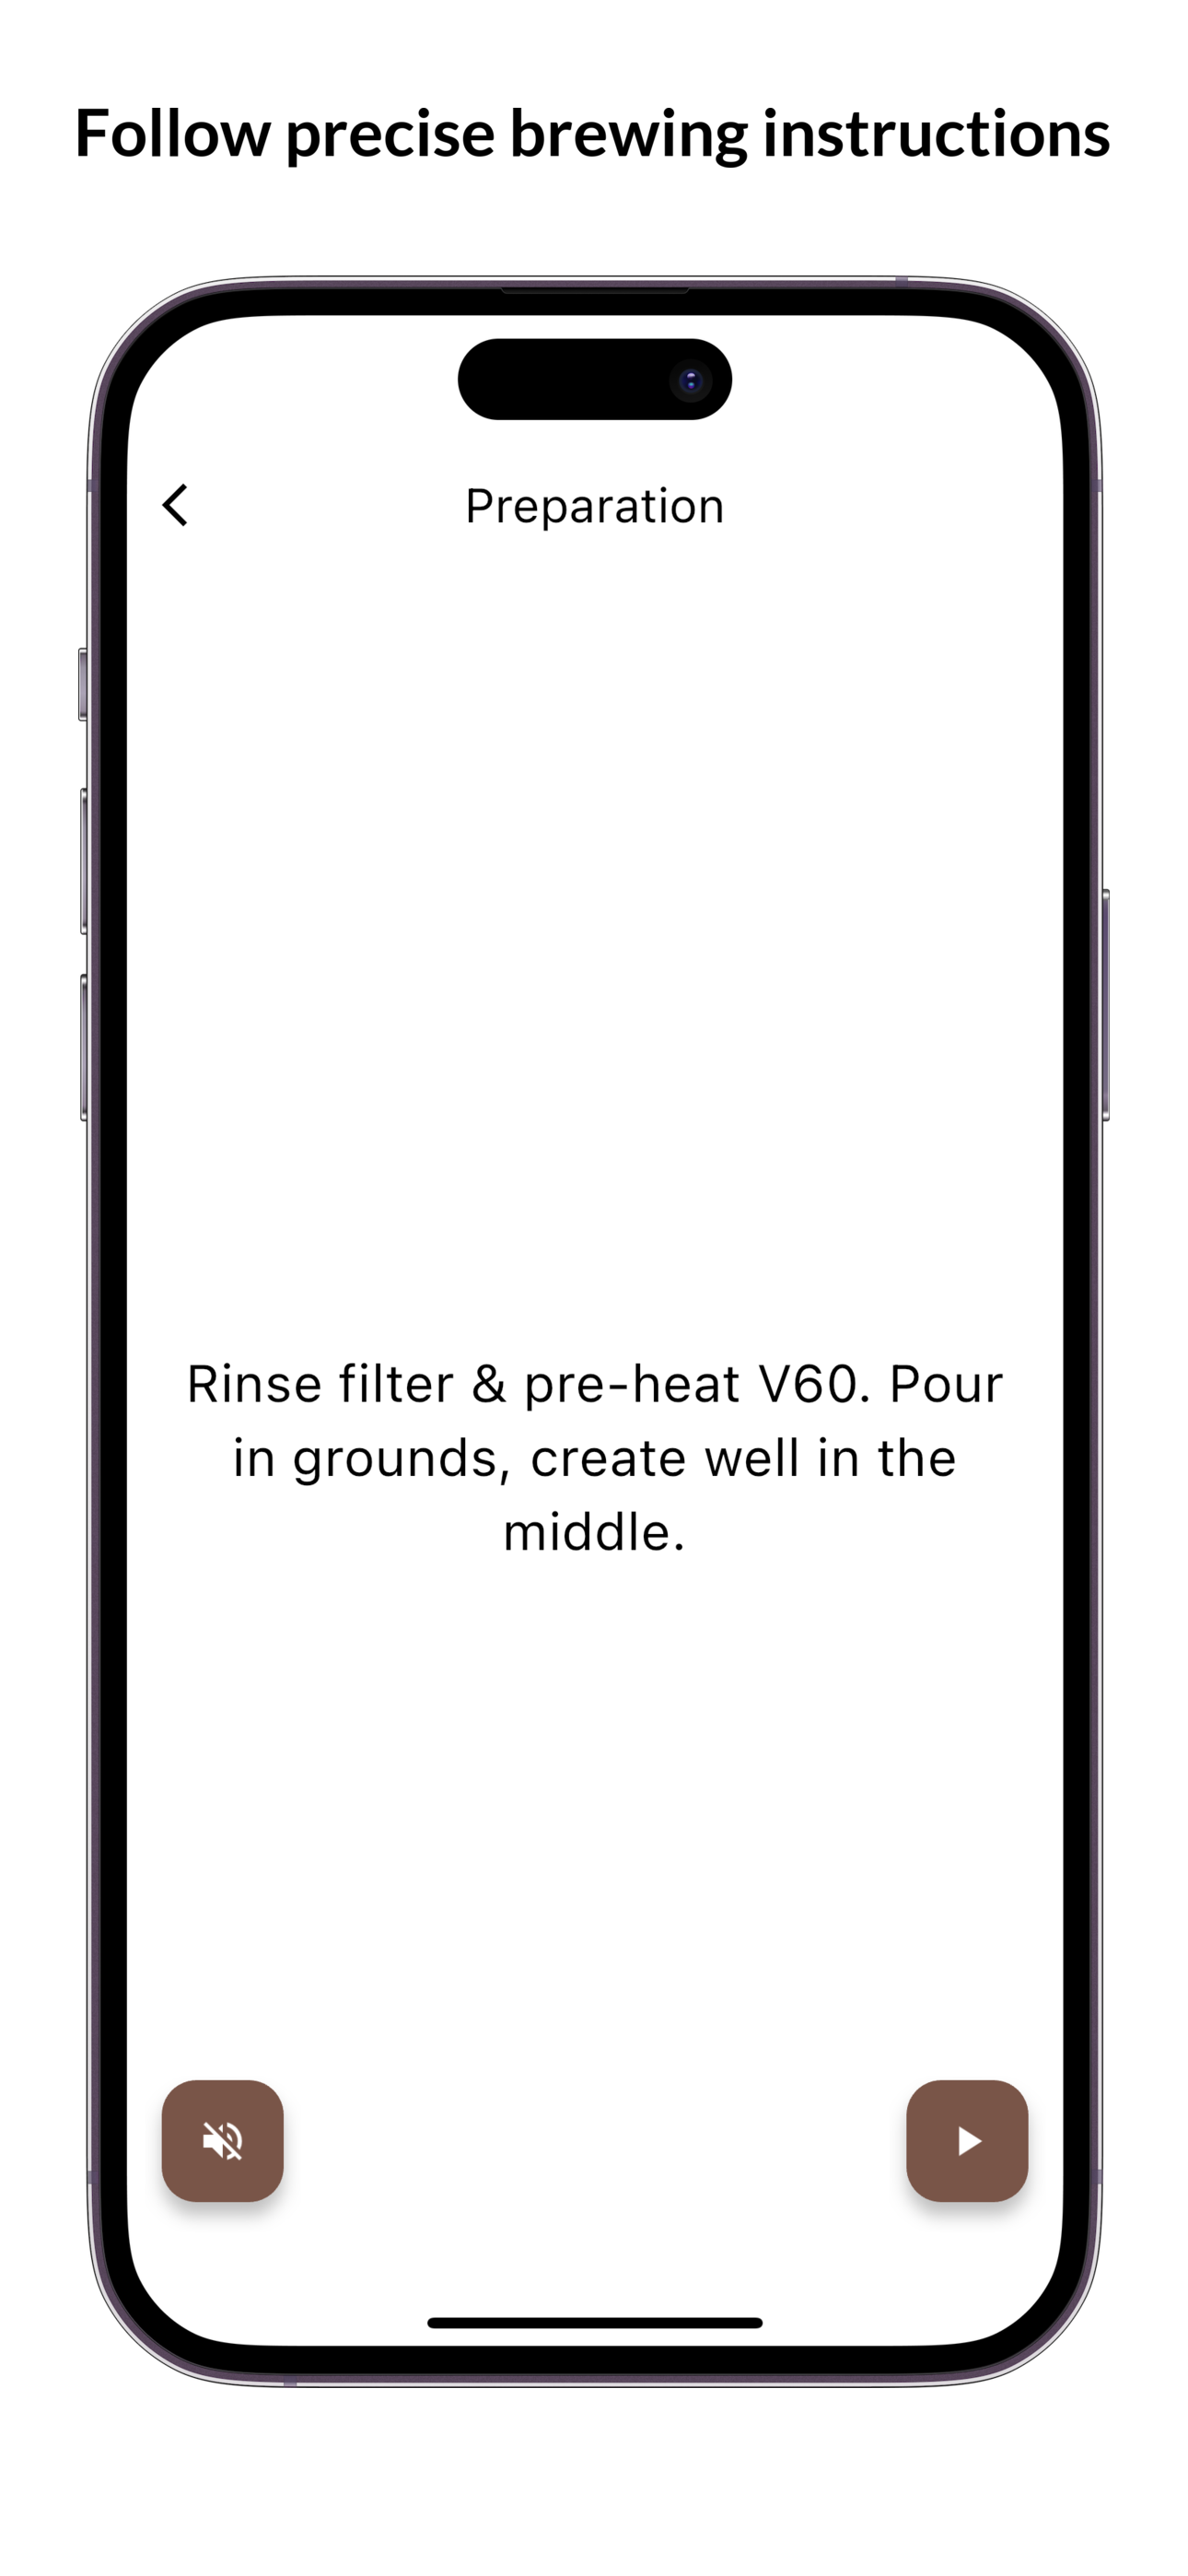 Follow precise brewing instructions
Preparation
Rinse filter & pre-heat V60. Pour
in grounds, create well in the
middle.